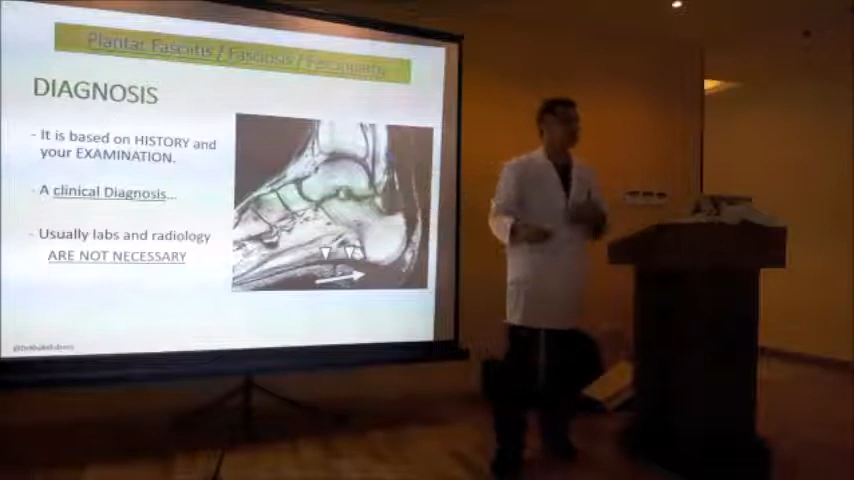 Plantar Fasciitis / Fasciosis / Fasciopathy
DIAGNOSIS
- It is based on HISTORY and
your EXAMINATION.
- A clinical Diagnosis...
- Usually labs and radiology
ARE NOT NECESSARY